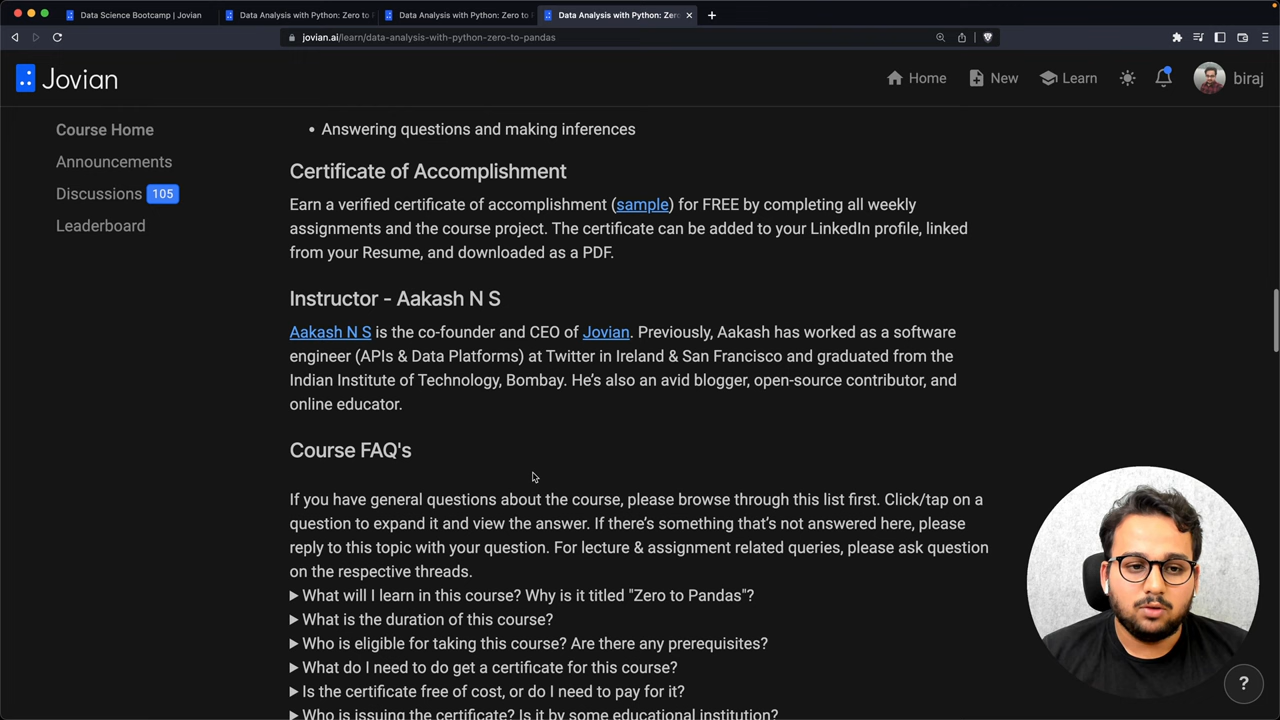 Data Science Bootcamp | Jovian
Data Analysis with Python: Zero to
Data Analysis with Python: Zero to
Data Analysis with Python: Zero
jovian.ai/learn/data-analysis-with-python-zero-to-pandas
Jovian
Home
New
Learn
biraj
Course Home
Announcements
Discussions 105
Leaderboard
• Answering questions and making inferences
Certificate of Accomplishment
Earn a verified certificate of accomplishment (sample) for FREE by completing all weekly
assignments and the course project. The certificate can be added to your LinkedIn profile, linked
from your Resume, and downloaded as a PDF.
Instructor - Aakash N S
Aakash N S is the co-founder and CEO of Jovian. Previously, Aakash has worked as a software
engineer (APIs & Data Platforms) at Twitter in Ireland & San Francisco and graduated from the
Indian Institute of Technology, Bombay. He's also an avid blogger, open-source contributor, and
online educator.
Course FAQ's
If you have general questions about the course, please browse through this list first. Click/tap on a
question to expand it and view the answer. If there's something that's not answered here, please
reply to this topic with your question. For lecture & assignment related queries, please ask question
on the respective threads.
What will I learn in this course? Why is it titled "Zero to Pandas"?
What is the duration of this course?
Who is eligible for taking this course? Are there any prerequisites?
What do I need to do get a certificate for this course?
Is the certificate free of cost, or do I need to pay for it?
Who is issuing the certificate? Is it by some educational institution?
?